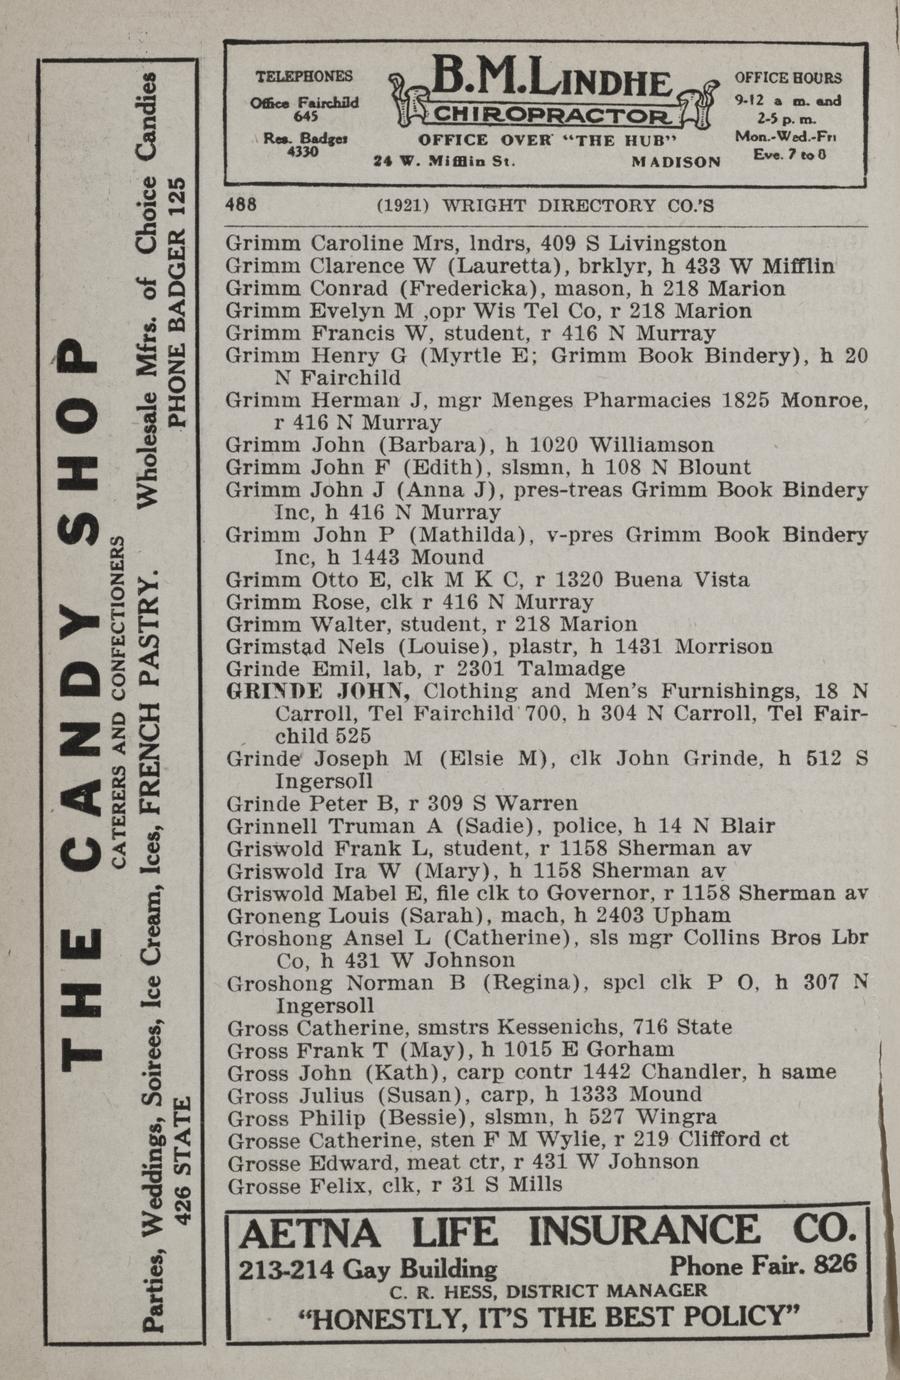 TELEPHONES
Office Fairchild
645
Res. Badger
4330
B.M.LINDHE
CHIROPRACTOR
OFFICE OVER "THE HUB"
24 W. Mifflin St. MADISON
OFFICE HOURS
9-12 a m. and
2-5 p. m.
Mon.-Wed.-Fri
Eve. 7 to 8
488 (1921) WRIGHT DIRECTORY CO.'S
Grimm Caroline Mrs, lndrs, 409 S Livingston
Grimm Clarence W (Lauretta), brklyr, h 433 W Mifflin
Grimm Conrad (Fredericka), mason, h 218 Marion
Grimm Evelyn M ,opr Wis Tel Co, r 218 Marion
Grimm Francis W, student, r 416 N Murray
Grimm Henry G (Myrtle E; Grimm Book Bindery), h 20
N Fairchild
Grimm Herman J, mgr Menges Pharmacies 1825 Monroe,
r 416 N Murray
Grimm John (Barbara), h 1020 Williamson
Grimm John F (Edith), slsmn, h 108 N Blount
Grimm John J (Anna J), pres-treas Grimm Book Bindery
Inc, h 416 N Murray
Grimm John P (Mathilda), v-pres Grimm Book Bindery
Inc, h 1443 Mound
Grimm Otto E, clk M K C, r 1320 Buena Vista
Grimm Rose, clk r 416 N Murray
Grimm Walter, student, r 218 Marion
Grimstad Nels (Louise), plastr, h 1431 Morrison
Grinde Emil, lab, r 2301 Talmadge
GRINDE JOHN, Clothing and Men's Furnishings, 18 N
Carroll, Tel Fairchild 700, h 304 N Carroll, Tel Fair-
child 525
Grinde Joseph M (Elsie M), clk John Grinde, h 512 S
Ingersoll
Grinde Peter B, r 309 S Warren
Grinnell Truman A (Sadie), police, h 14 N Blair
Griswold Frank L, student, r 1158 Sherman av
Griswold Ira W (Mary), h 1158 Sherman av
Griswold Mabel E, file clk to Governor, r 1158 Sherman av
Groneng Louis (Sarah), mach, h 2403 Upham
Groshong Ansel L (Catherine), sls mgr Collins Bros Lbr
Co, h 431 W Johnson
Groshong Norman B (Regina), spcl clk P O, h 307 N
Ingersoll
Gross Catherine, smstrs Kessenichs, 716 State
Gross Frank T (May), h 1015 E Gorham
Gross John (Kath), carp contr 1442 Chandler, h same
Gross Julius (Susan), carp, h 1333 Mound
Gross Philip (Bessie), slsmn, h 527 Wingra
Grosse Catherine, sten F M Wylie, r 219 Clifford ct
Grosse Edward, meat ctr, r 431 W Johnson
Grosse Felix, clk, r 31 S Mills
AETNA LIFE INSURANCE CO.
213-214 Gay Building Phone Fair. 826
C. R. HESS, DISTRICT MANAGER
"HONESTLY, IT'S THE BEST POLICY"
THE CANDY SHOP
CATERERS AND CONFECTIONERS
Parties, Weddings, Soirees, Ice Cream, Ices, FRENCH PASTRY. Wholesale Mfrs. of Choice Candies
426 STATE PHONE BADGER 125